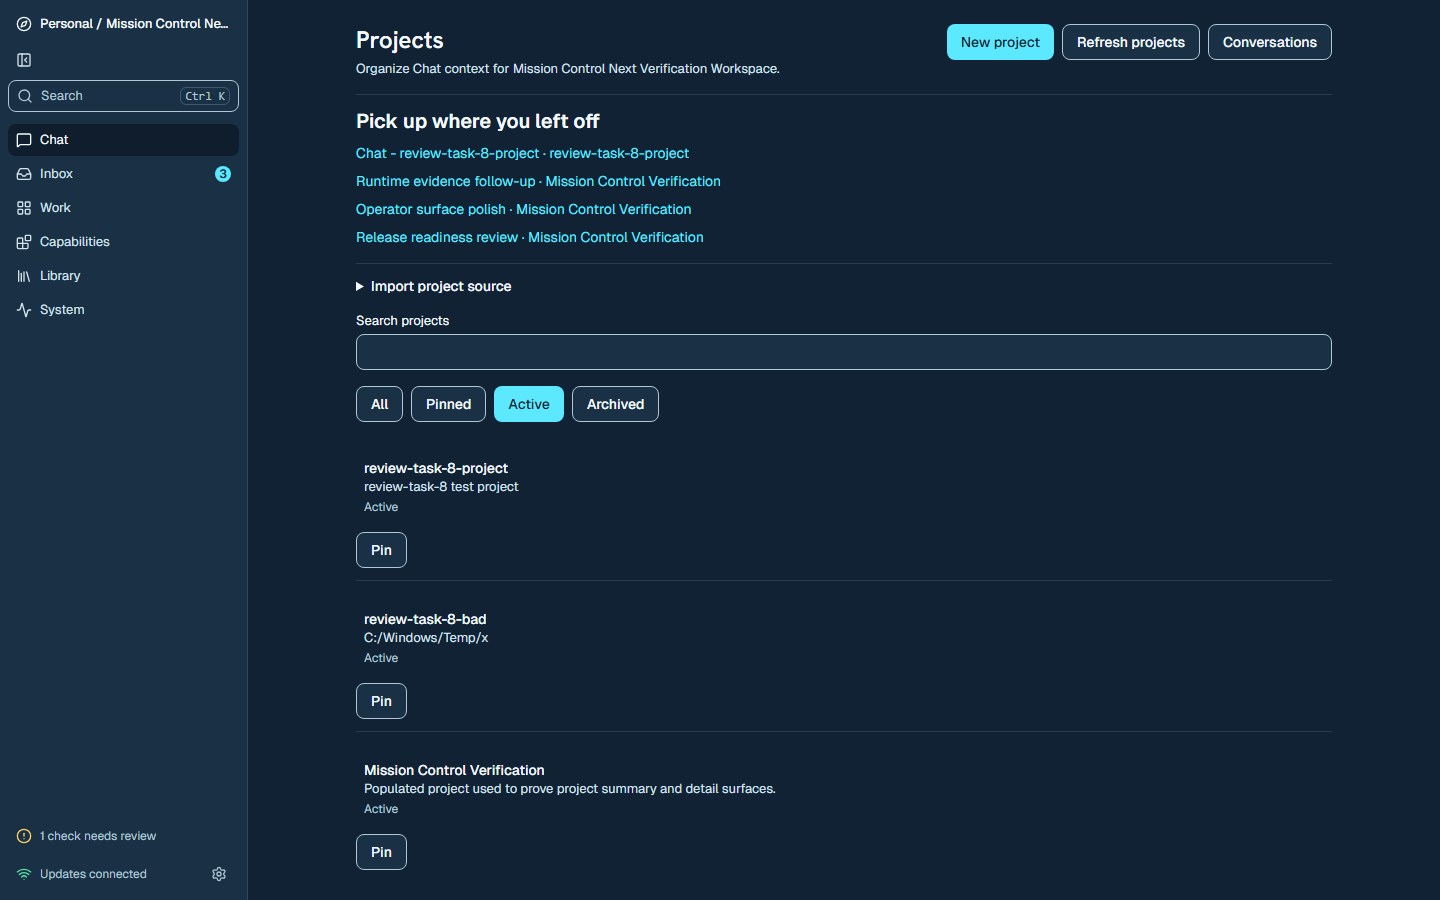 Personal / Mission Control Ne...
Search
Ctrl K
Chat
Inbox
3
Work
Capabilities
Library
System
1 check needs review
Updates connected
Projects
Organize Chat context for Mission Control Next Verification Workspace.
New project
Refresh projects
Conversations
Pick up where you left off
Chat - review-task-8-project · review-task-8-project
Runtime evidence follow-up · Mission Control Verification
Operator surface polish · Mission Control Verification
Release readiness review · Mission Control Verification
Import project source
Search projects
All
Pinned
Active
Archived
review-task-8-project
review-task-8 test project
Active
Pin
review-task-8-bad
C:/Windows/Temp/x
Active
Pin
Mission Control Verification
Populated project used to prove project summary and detail surfaces.
Active
Pin